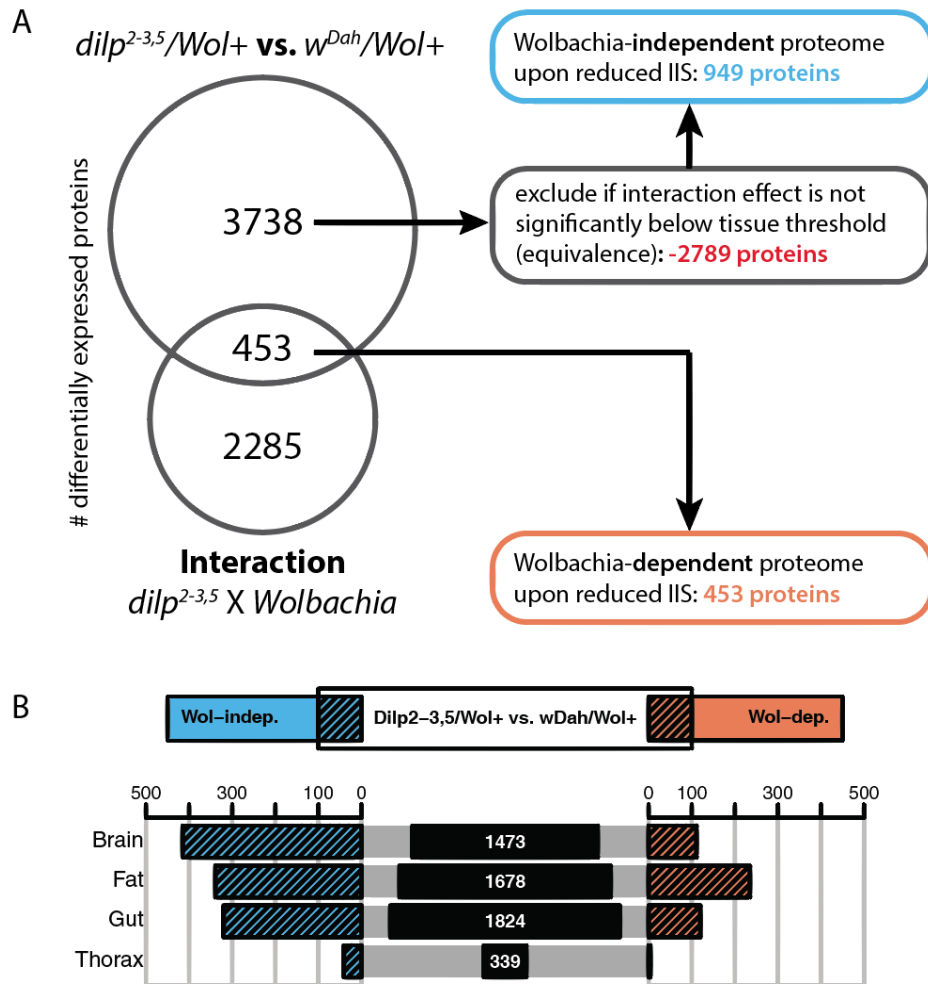 A
dilp2-3,5/Wol+ vs. wDah/Wol+
Wolbachia-independent proteome
upon reduced IIS: 949 proteins
# differentially expressed proteins
3738
exclude if interaction effect is not
significantly below tissue threshold
(equivalence): -2789 proteins
453
2285
Interaction
dilp2-3,5 X Wolbachia
Wolbachia-dependent proteome
upon reduced IIS: 453 proteins
B
Wol–indep.
Dilp2–3,5/Wol+ vs. wDah/Wol+
Wol–dep.
500 300 100 0
0 100 300 500
Brain 1473
Fat 1678
Gut 1824
Thorax 339